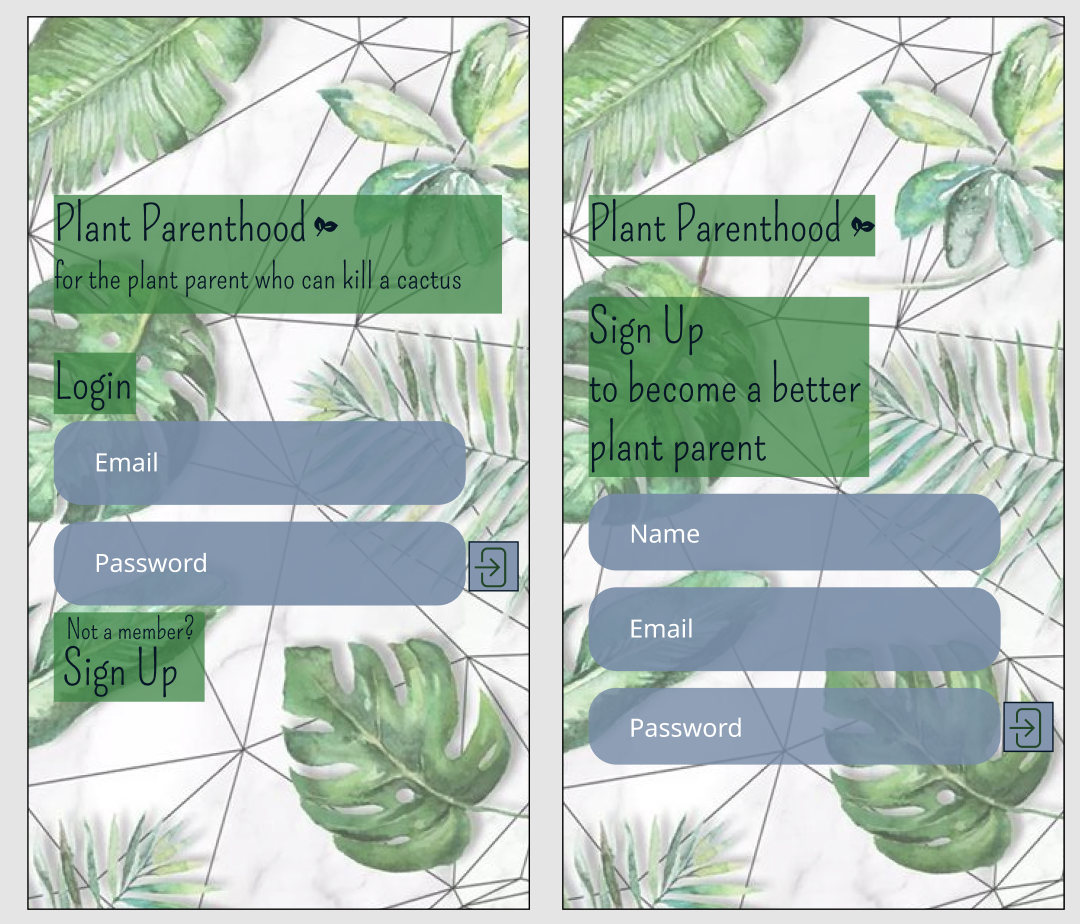 Plant Parenthood
for the plant parent who can kill a cactus
Login
Email
Password
Not a member?
Sign Up
Plant Parenthood
Sign Up
to become a better
plant parent
Name
Email
Password